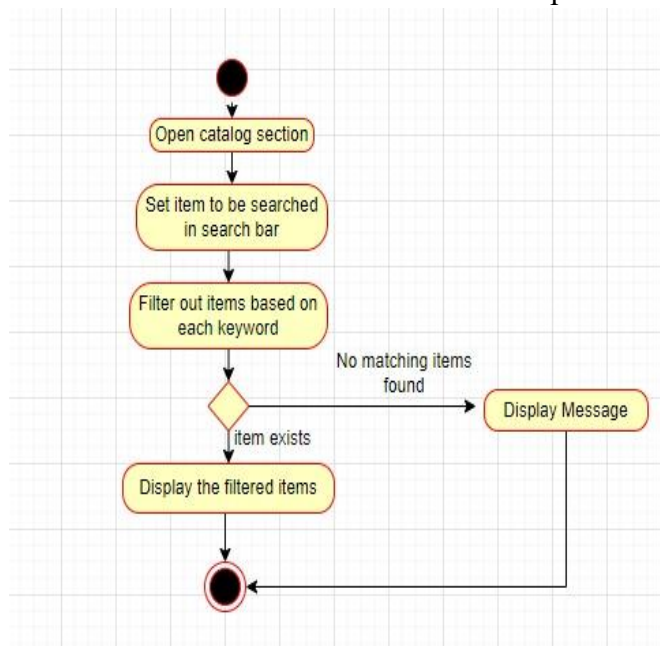 Open catalog section
Set item to be searched
in search bar
Filter out items based on
each keyword
No matching items
found
Display Message
item exists
Display the filtered items